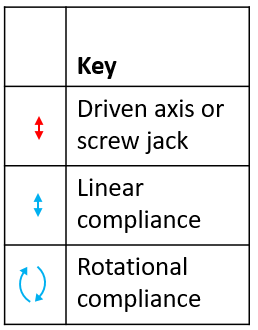 Key
Driven axis or
screw jack
Linear
compliance
Rotational
compliance